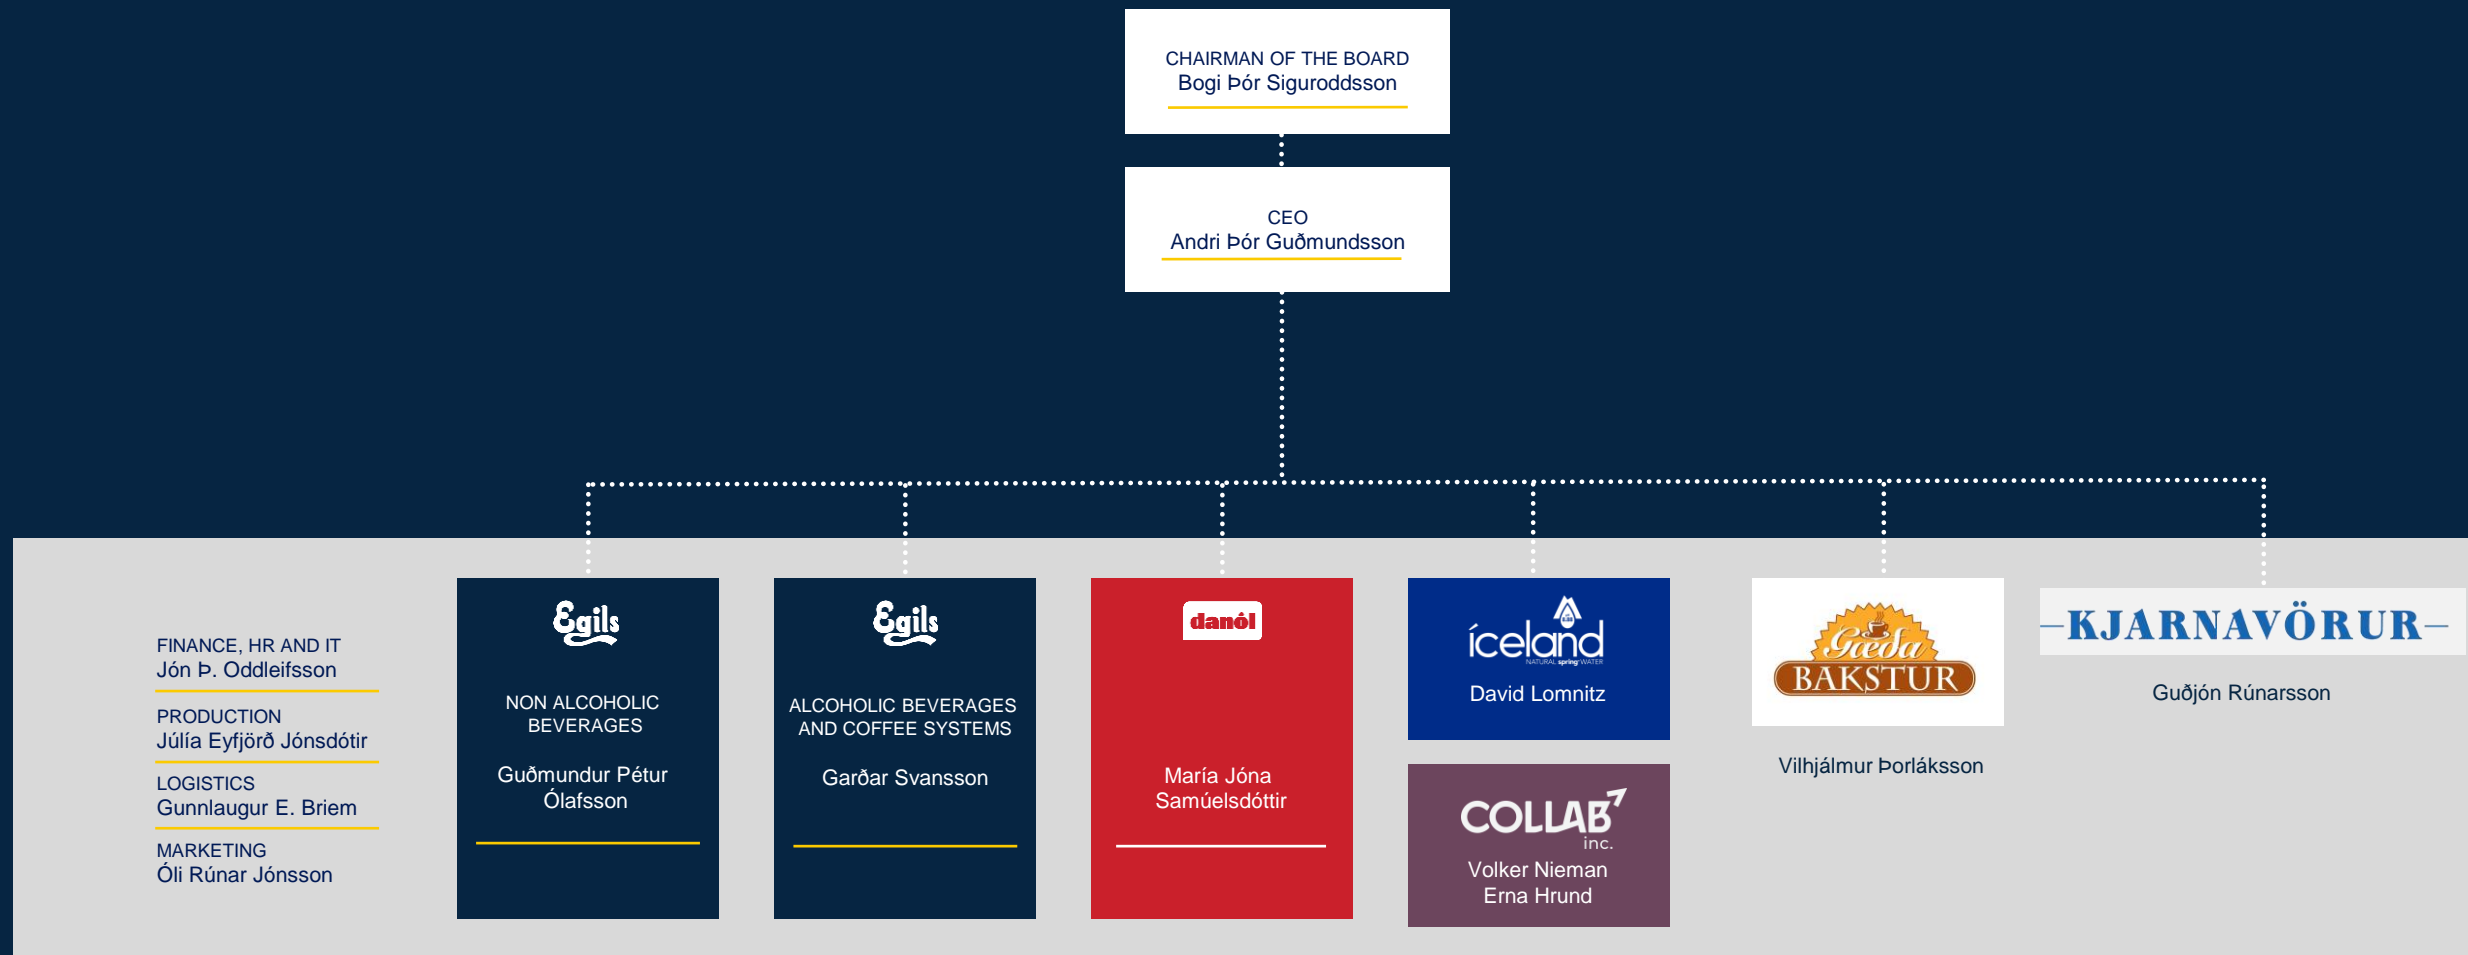 CHAIRMAN OF THE BOARD
Bogi Þór Siguroddsson
CEO
Andri Þór Guðmundsson
FINANCE, HR AND IT
Jón Þ. Oddleifsson
PRODUCTION
Júlía Eyfjörð Jónsdótir
LOGISTICS
Gunnlaugur E. Briem
MARKETING
Óli Rúnar Jónsson
Egils
NON ALCOHOLIC
BEVERAGES
Guðmundur Pétur
Ólafsson
Egils
ALCOHOLIC BEVERAGES
AND COFFEE SYSTEMS
Garðar Svansson
danól
María Jóna
Samúelsdóttir
íceland
NATURAL spring WATER
David Lomnitz
COLLAB
inc.
Volker Nieman
Erna Hrund
Gæða
BAKSTUR
Vilhjálmur Þorláksson
KJARNAVÖRUR
Guðjón Rúnarsson